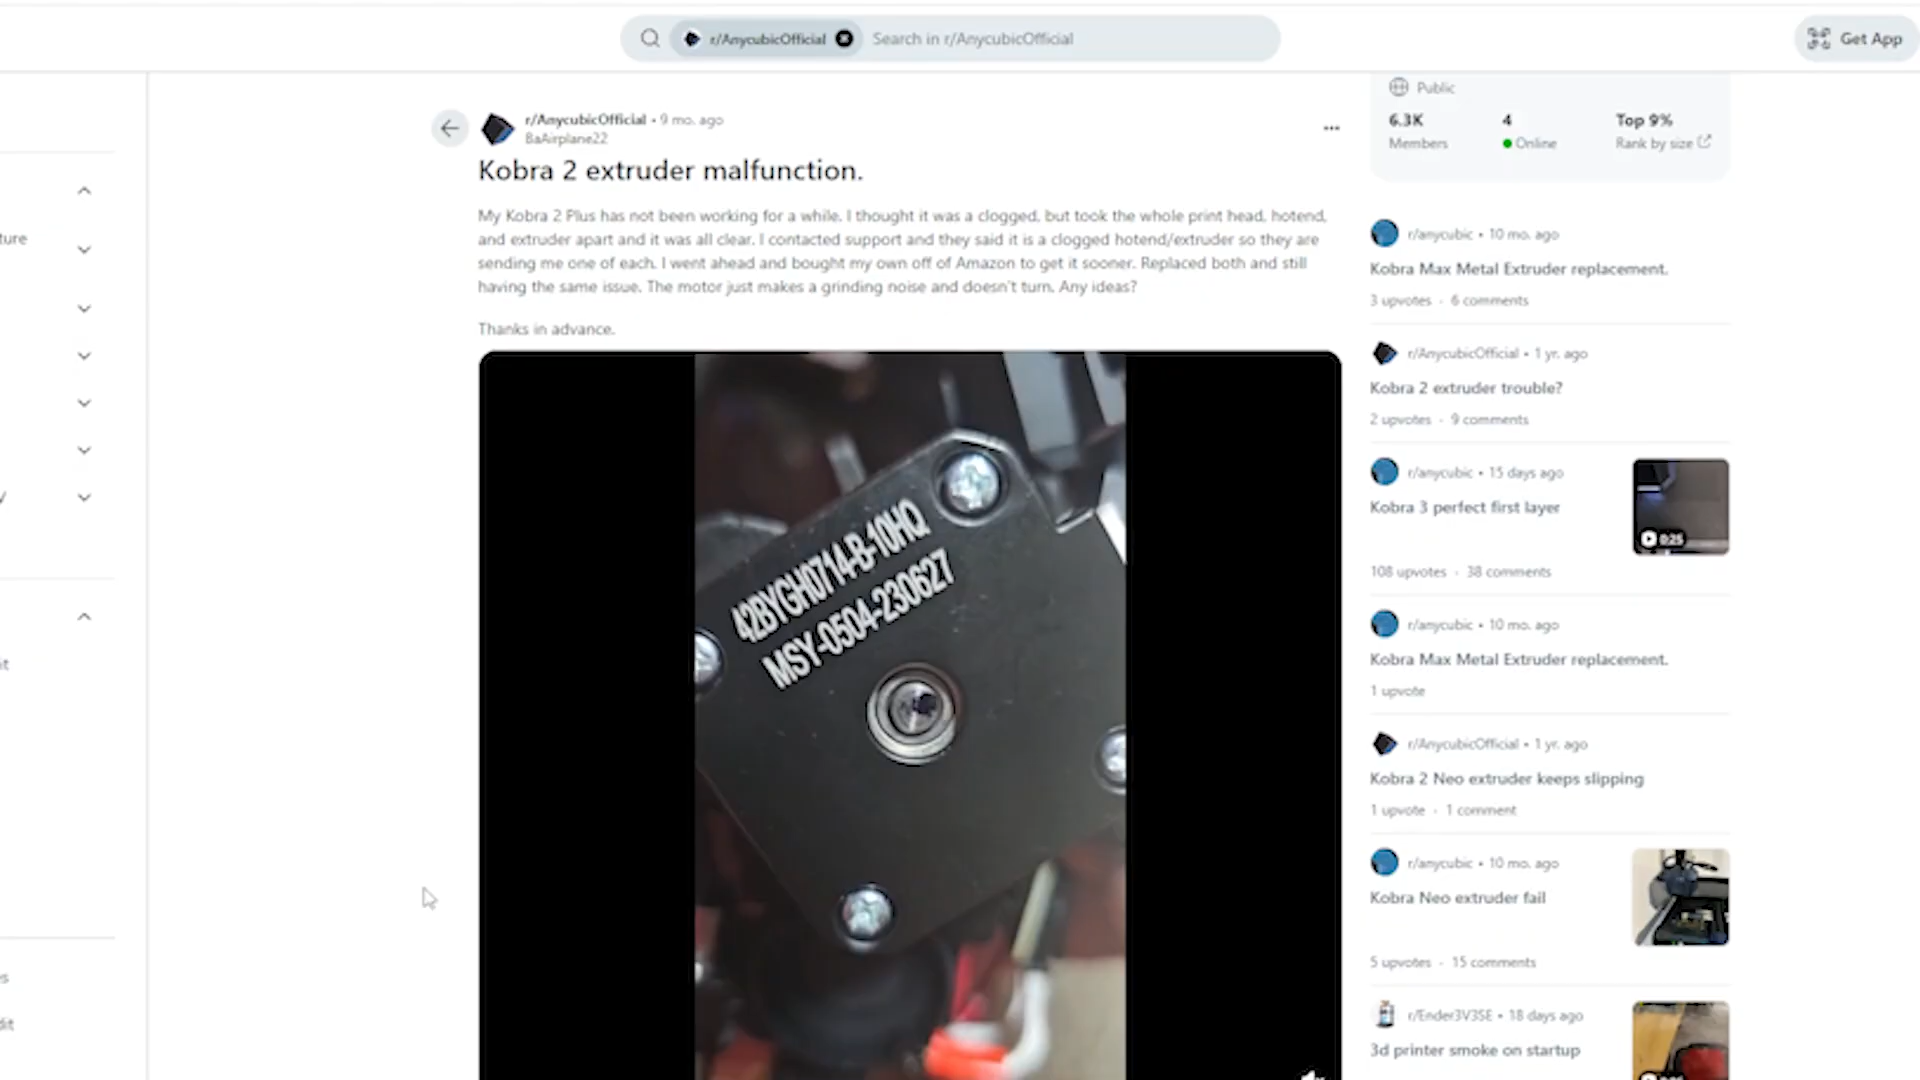 r/AnycubicOfficial
Search in r/AnycubicOfficial
Get App
r/AnycubicOfficial • 9 mo. ago
BaAirplane22
Kobra 2 extruder malfunction.
My Kobra 2 Plus has not been working for a while. I thought it was a clogged, but took the whole print head, hotend,
and extruder apart and it was all clear. I contacted support and they said it is a clogged hotend/extruder so they are
sending me one of each. I went ahead and bought my own off of Amazon to get it sooner. Replaced both and still
having the same issue. The motor just makes a grinding noise and doesn't turn. Any ideas?
Thanks in advance.
42BYGH0714-B-10HQ
MSY-0504-230627
Public
6.3K 4 Top 9%
Members Online Rank by size
r/anycubic • 10 mo. ago
Kobra Max Metal Extruder replacement.
3 upvotes · 6 comments
r/AnycubicOfficial • 1 yr. ago
Kobra 2 extruder trouble?
2 upvotes · 9 comments
r/anycubic • 15 days ago
Kobra 3 perfect first layer
0:25
108 upvotes · 38 comments
r/anycubic • 10 mo. ago
Kobra Max Metal Extruder replacement.
1 upvote
r/AnycubicOfficial • 1 yr. ago
Kobra 2 Neo extruder keeps slipping
1 upvote · 1 comment
r/anycubic • 10 mo. ago
Kobra Neo extruder fail
5 upvotes · 15 comments
r/Ender3V3SE • 18 days ago
3d printer smoke on startup